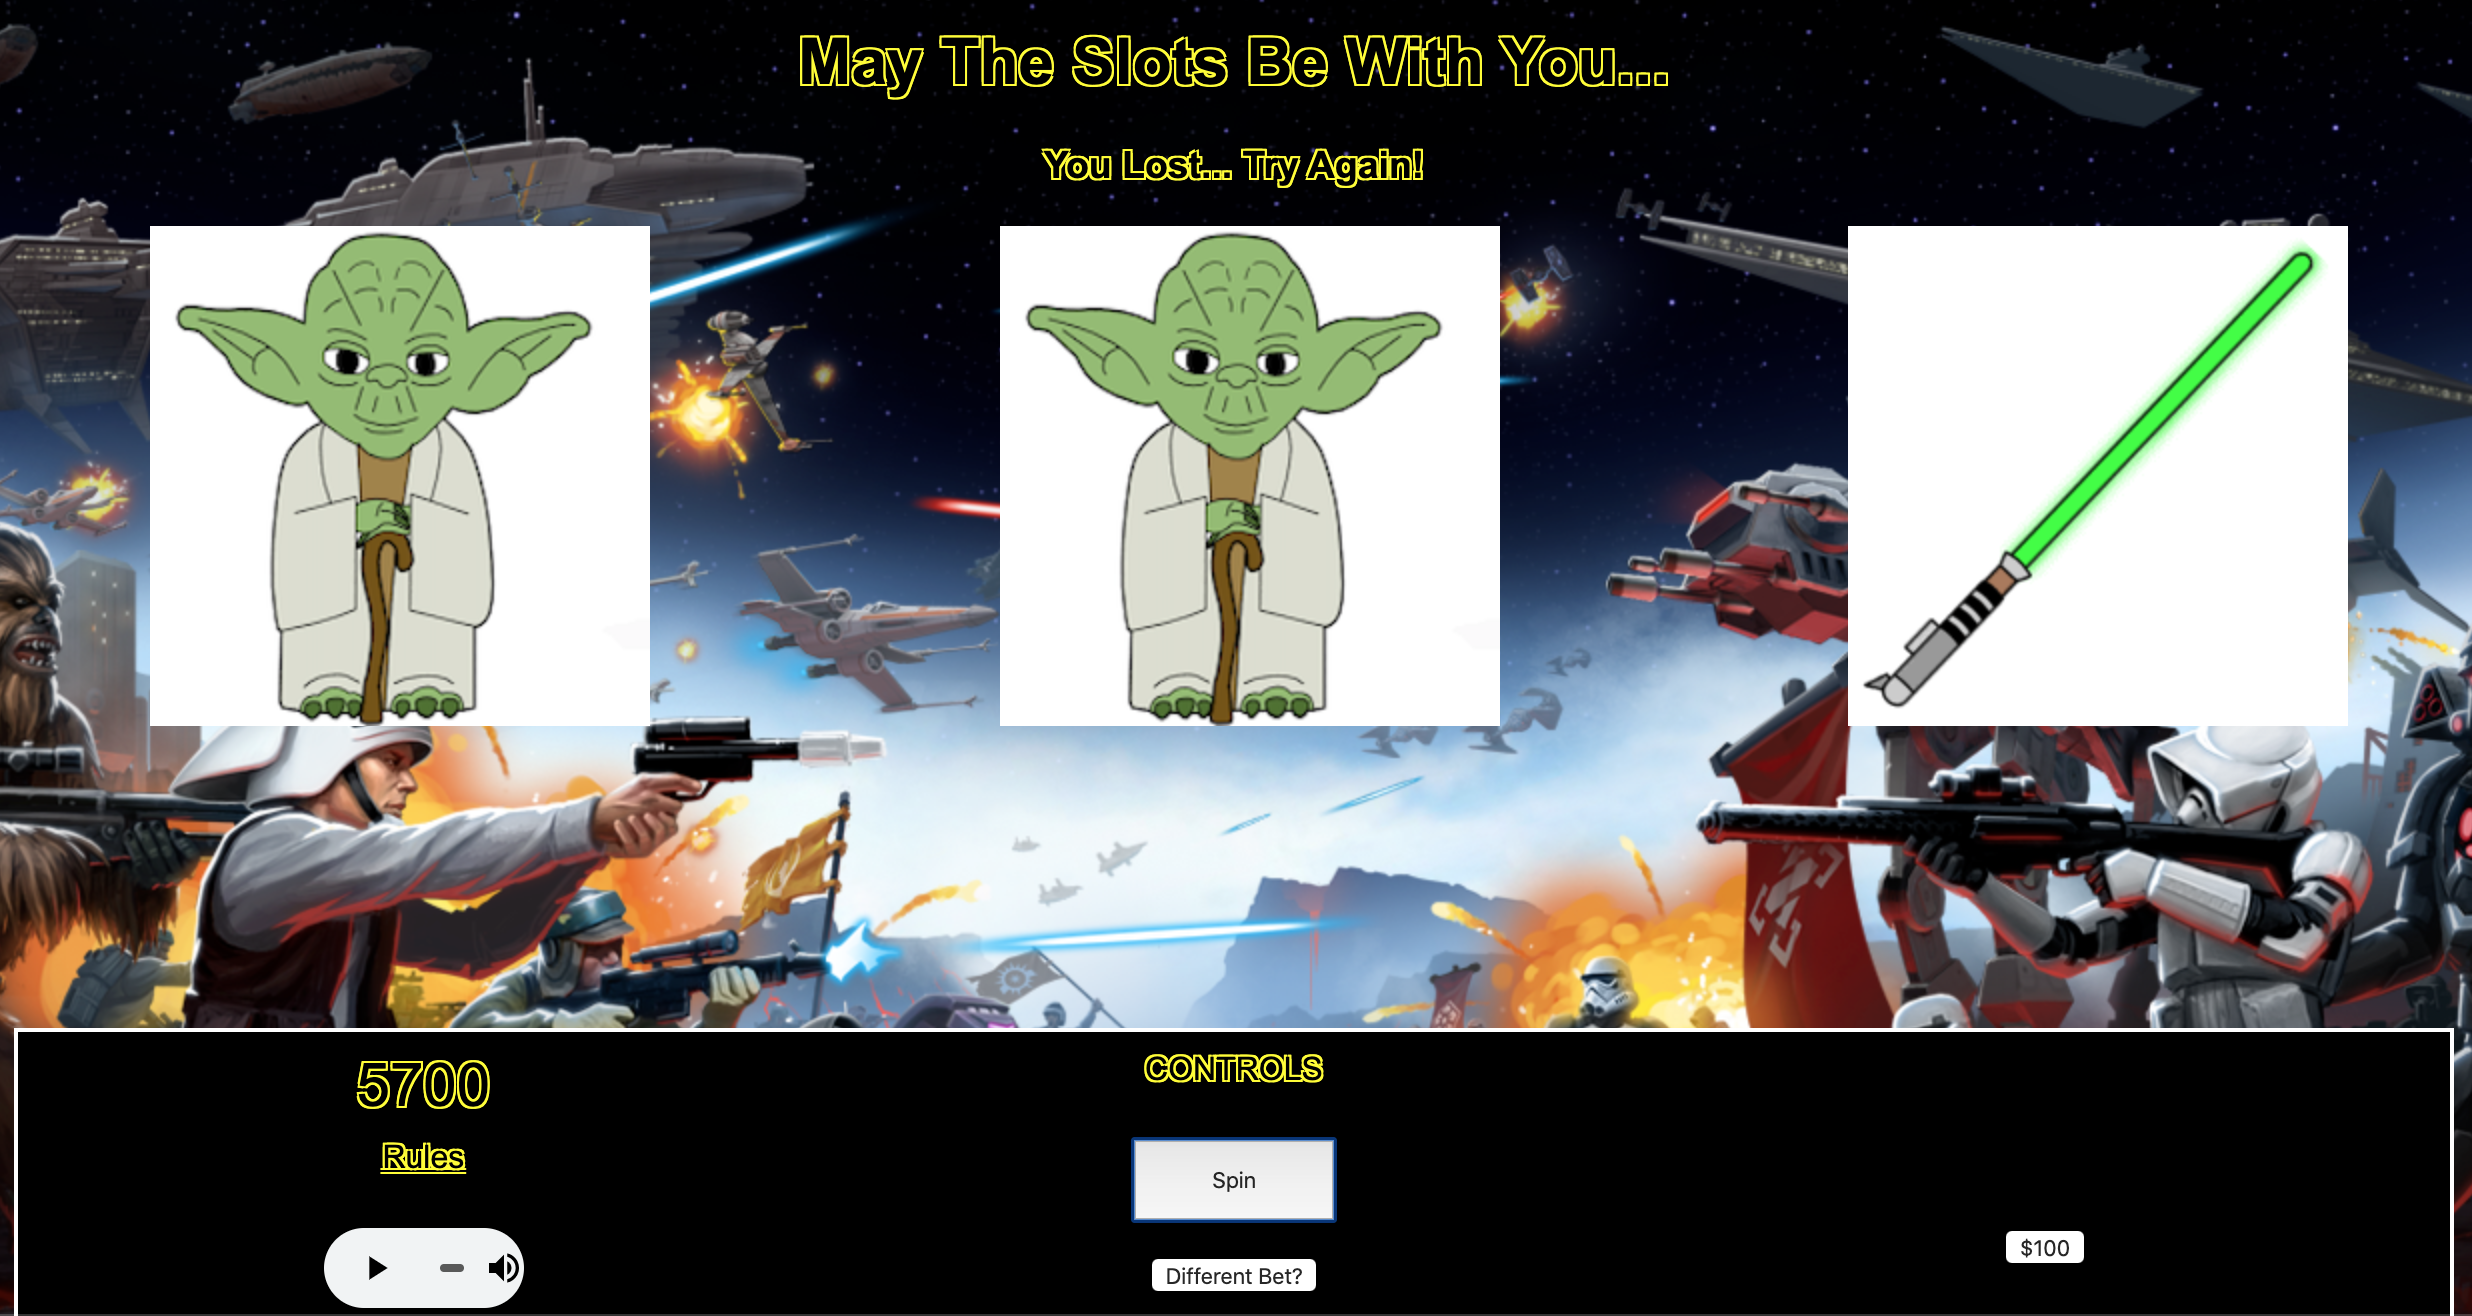 May The Slots Be With You...
You Lost... Try Again!
5700
Rules
CONTROLS
Spin
Different Bet?
$100